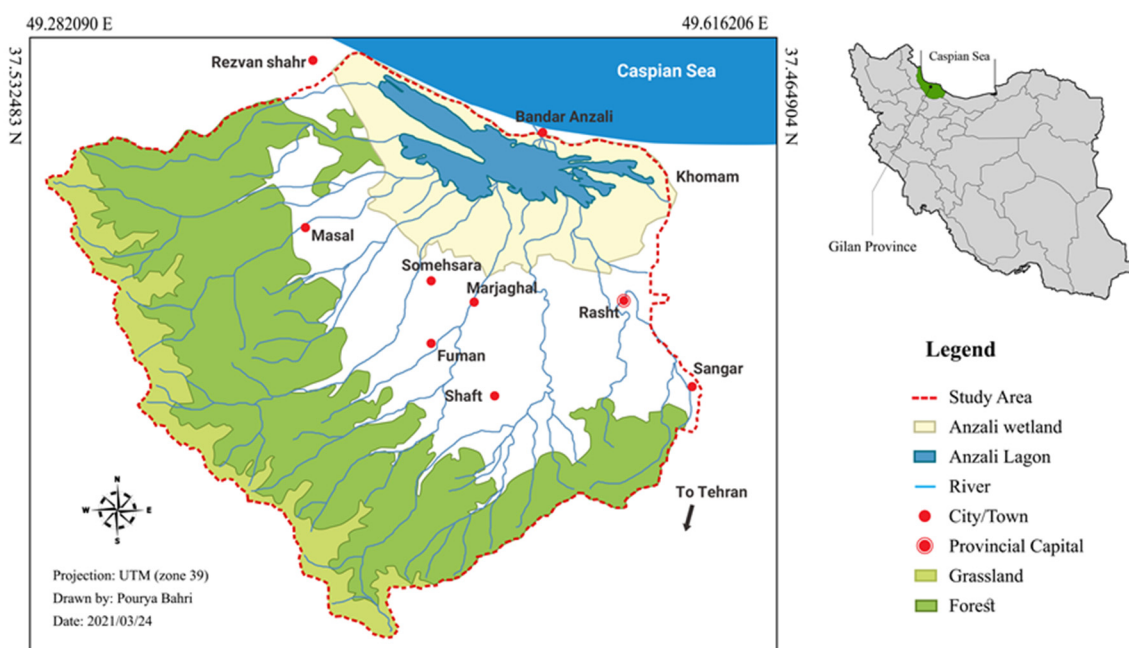 49.282090 E
49.616206 E
37.532483 N
37.464904 N
Rezvan shahr
Caspian Sea
Bandar Anzali
Khomam
Masal
Somehsara
Marjaghal
Rasht
Fuman
Sangar
Shaft
To Tehran
N
W E
S
Projection: UTM (zone 39)
Drawn by: Pourya Bahri
Date: 2021/03/24
Caspian Sea
Gilan Province
Legend
Study Area
Anzali wetland
Anzali Lagon
River
City/Town
Provincial Capital
Grassland
Forest